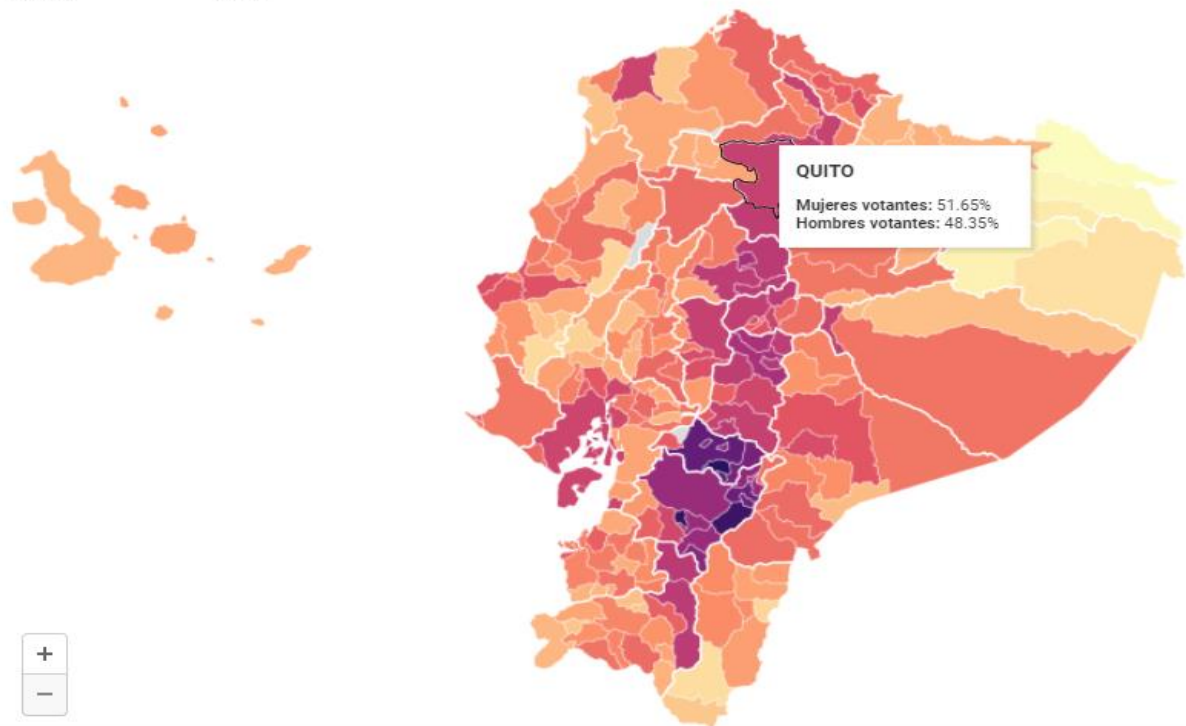 QUITO
Mujeres votantes: 51.65%
Hombres votantes: 48.35%
+
−